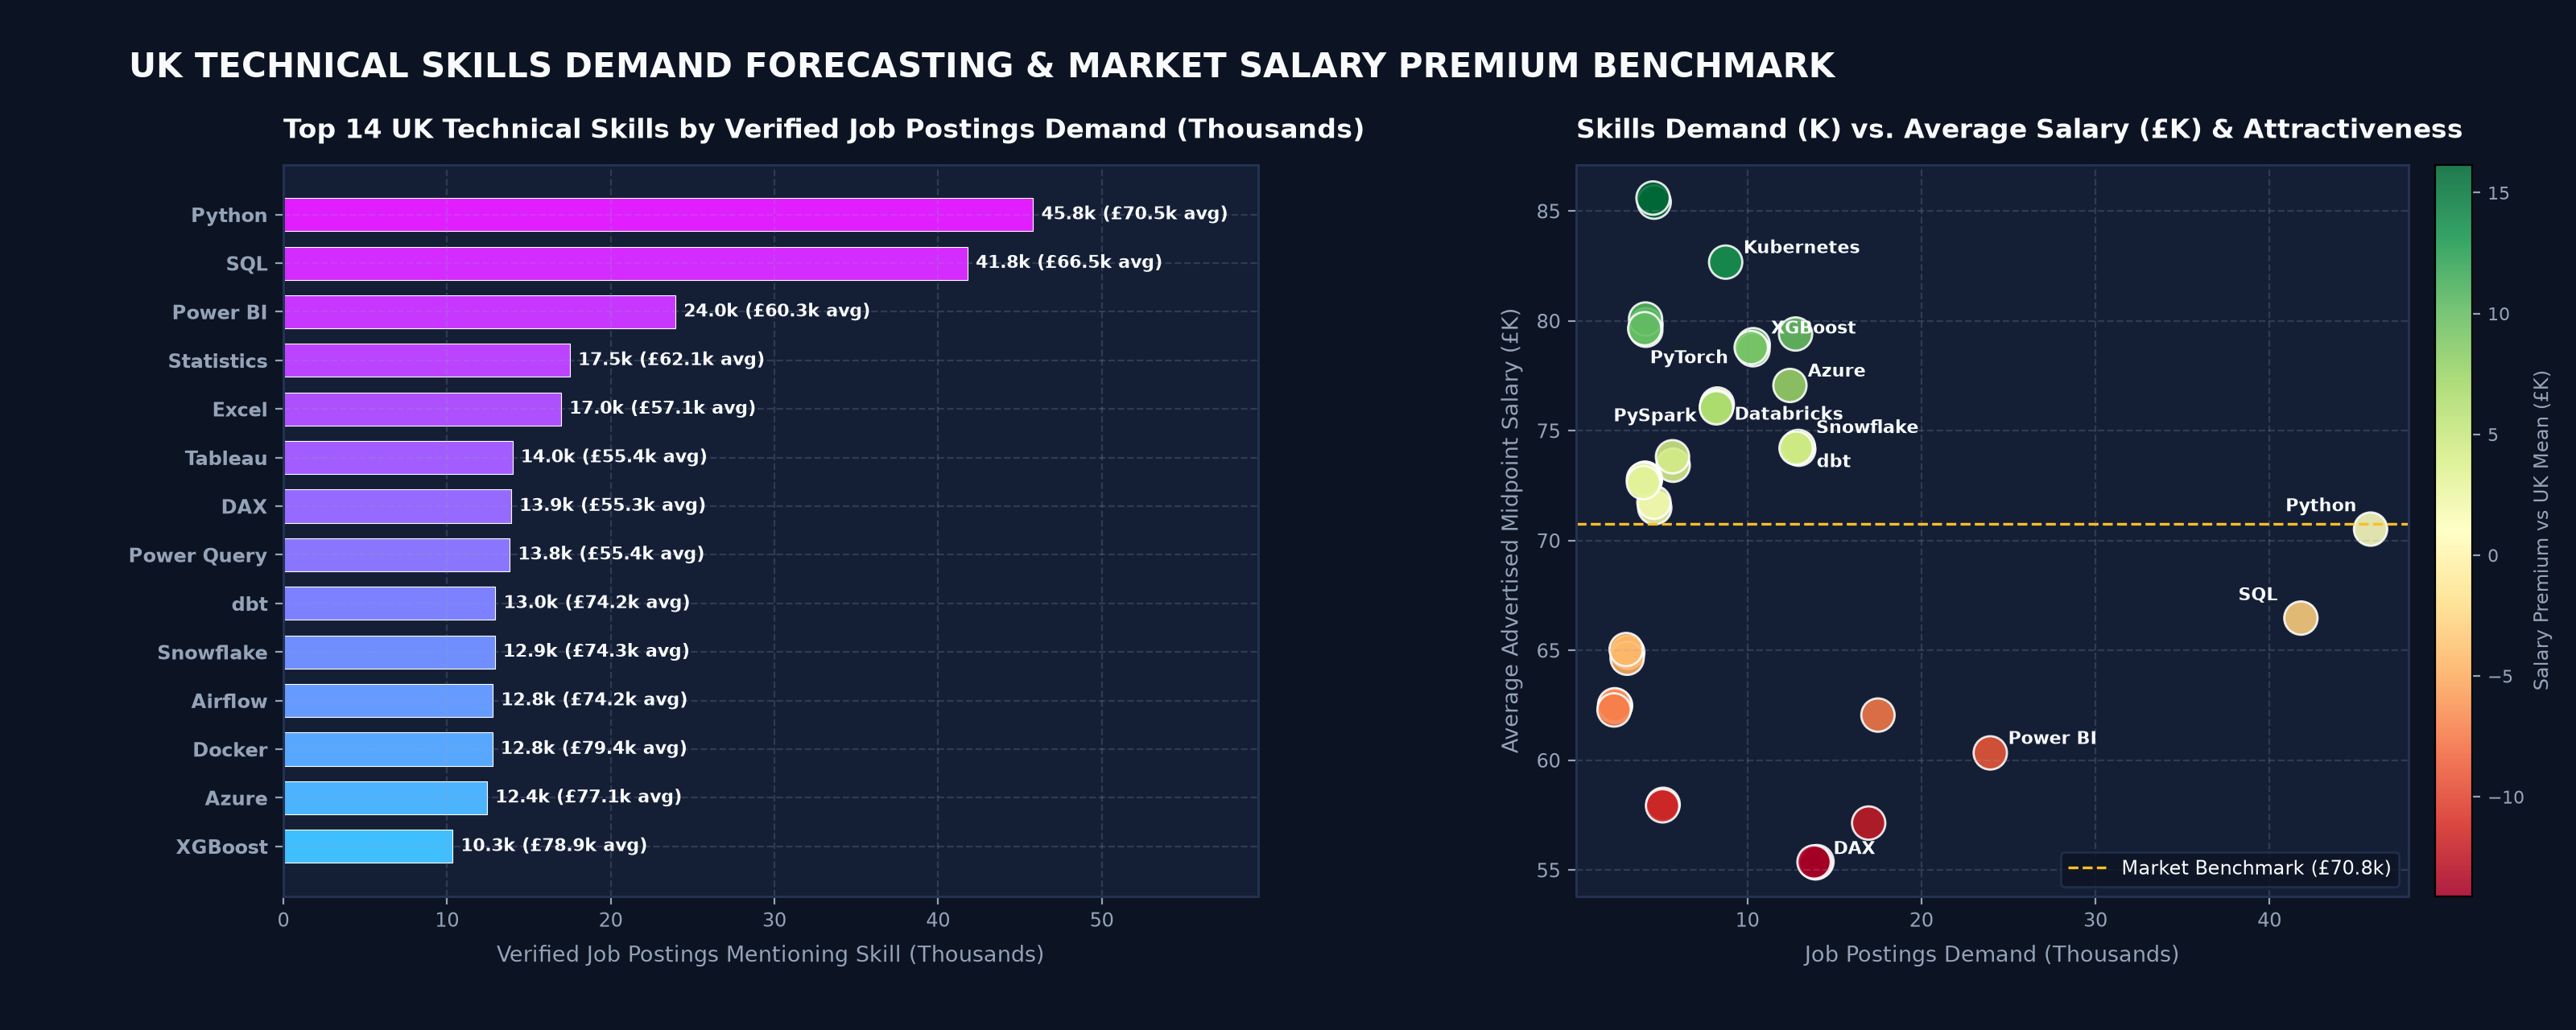 UK TECHNICAL SKILLS DEMAND FORECASTING & MARKET SALARY PREMIUM BENCHMARK
Top 14 UK Technical Skills by Verified Job Postings Demand (Thousands)
Python
45.8k (£70.5k avg)
SQL
41.8k (£66.5k avg)
Power BI
24.0k (£60.3k avg)
Statistics
17.5k (£62.1k avg)
Excel
17.0k (£57.1k avg)
Tableau
14.0k (£55.4k avg)
DAX
13.9k (£55.3k avg)
Power Query
13.8k (£55.4k avg)
dbt
13.0k (£74.2k avg)
Snowflake
12.9k (£74.3k avg)
Airflow
12.8k (£74.2k avg)
Docker
12.8k (£79.4k avg)
Azure
12.4k (£77.1k avg)
XGBoost
10.3k (£78.9k avg)
0
10
20
30
40
50
Verified Job Postings Mentioning Skill (Thousands)
Skills Demand (K) vs. Average Salary (£K) & Attractiveness
Average Advertised Midpoint Salary (£K)
85
80
75
70
65
60
55
Kubernetes
XGBoost
PyTorch
Azure
PySpark
Databricks
Snowflake
dbt
Python
SQL
Power BI
DAX
Market Benchmark (£70.8k)
10
20
30
40
Job Postings Demand (Thousands)
15
10
5
0
−5
−10
Salary Premium vs UK Mean (£K)